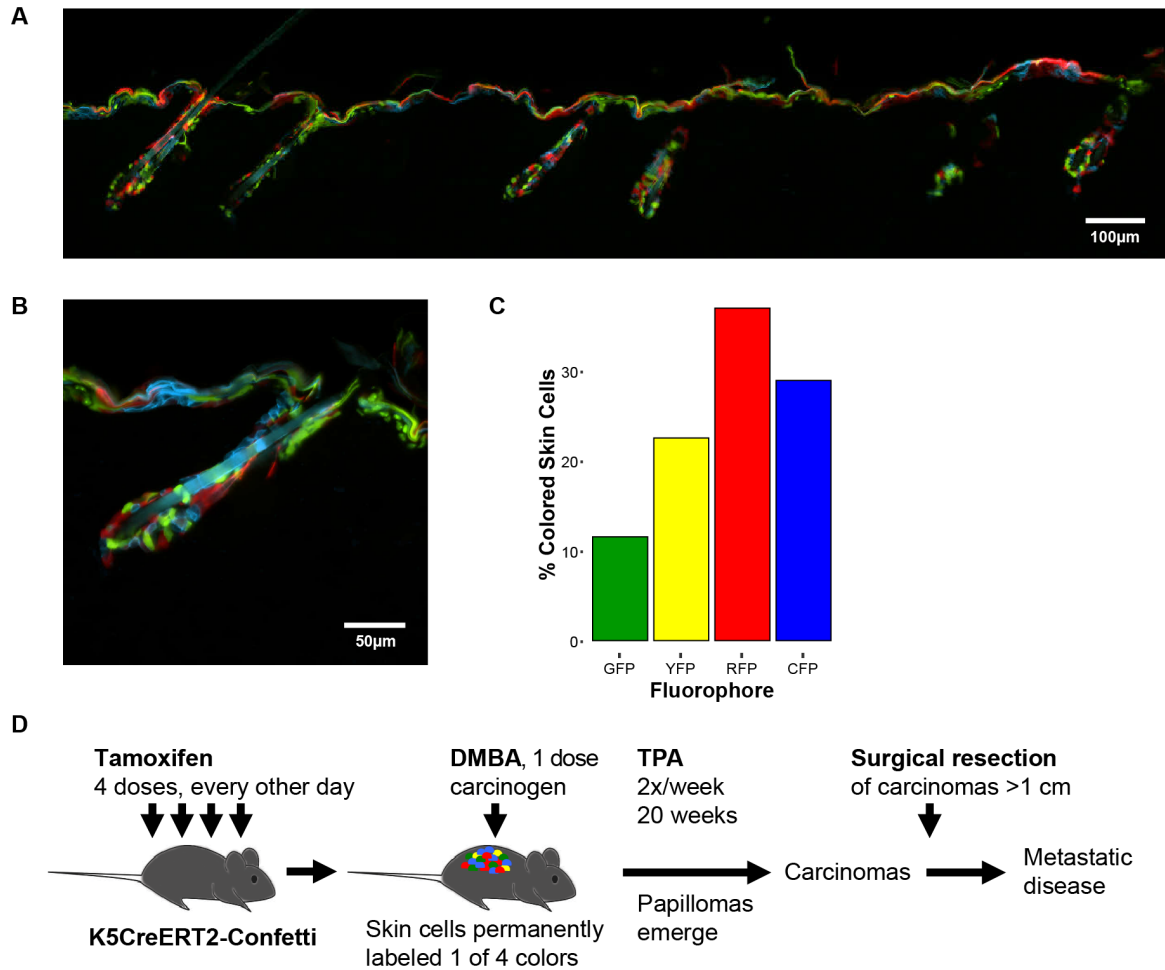 A
100μm
B
50μm
C
% Colored Skin Cells
30
20
10
0
GFP YFP RFP CFP
Fluorophore
D
Tamoxifen
4 doses, every other day
K5CreERT2-Confetti
DMBA, 1 dose
carcinogen
Skin cells permanently
labeled 1 of 4 colors
TPA
2x/week
20 weeks
Papillomas
emerge
Surgical resection
of carcinomas >1 cm
Carcinomas
Metastatic
disease